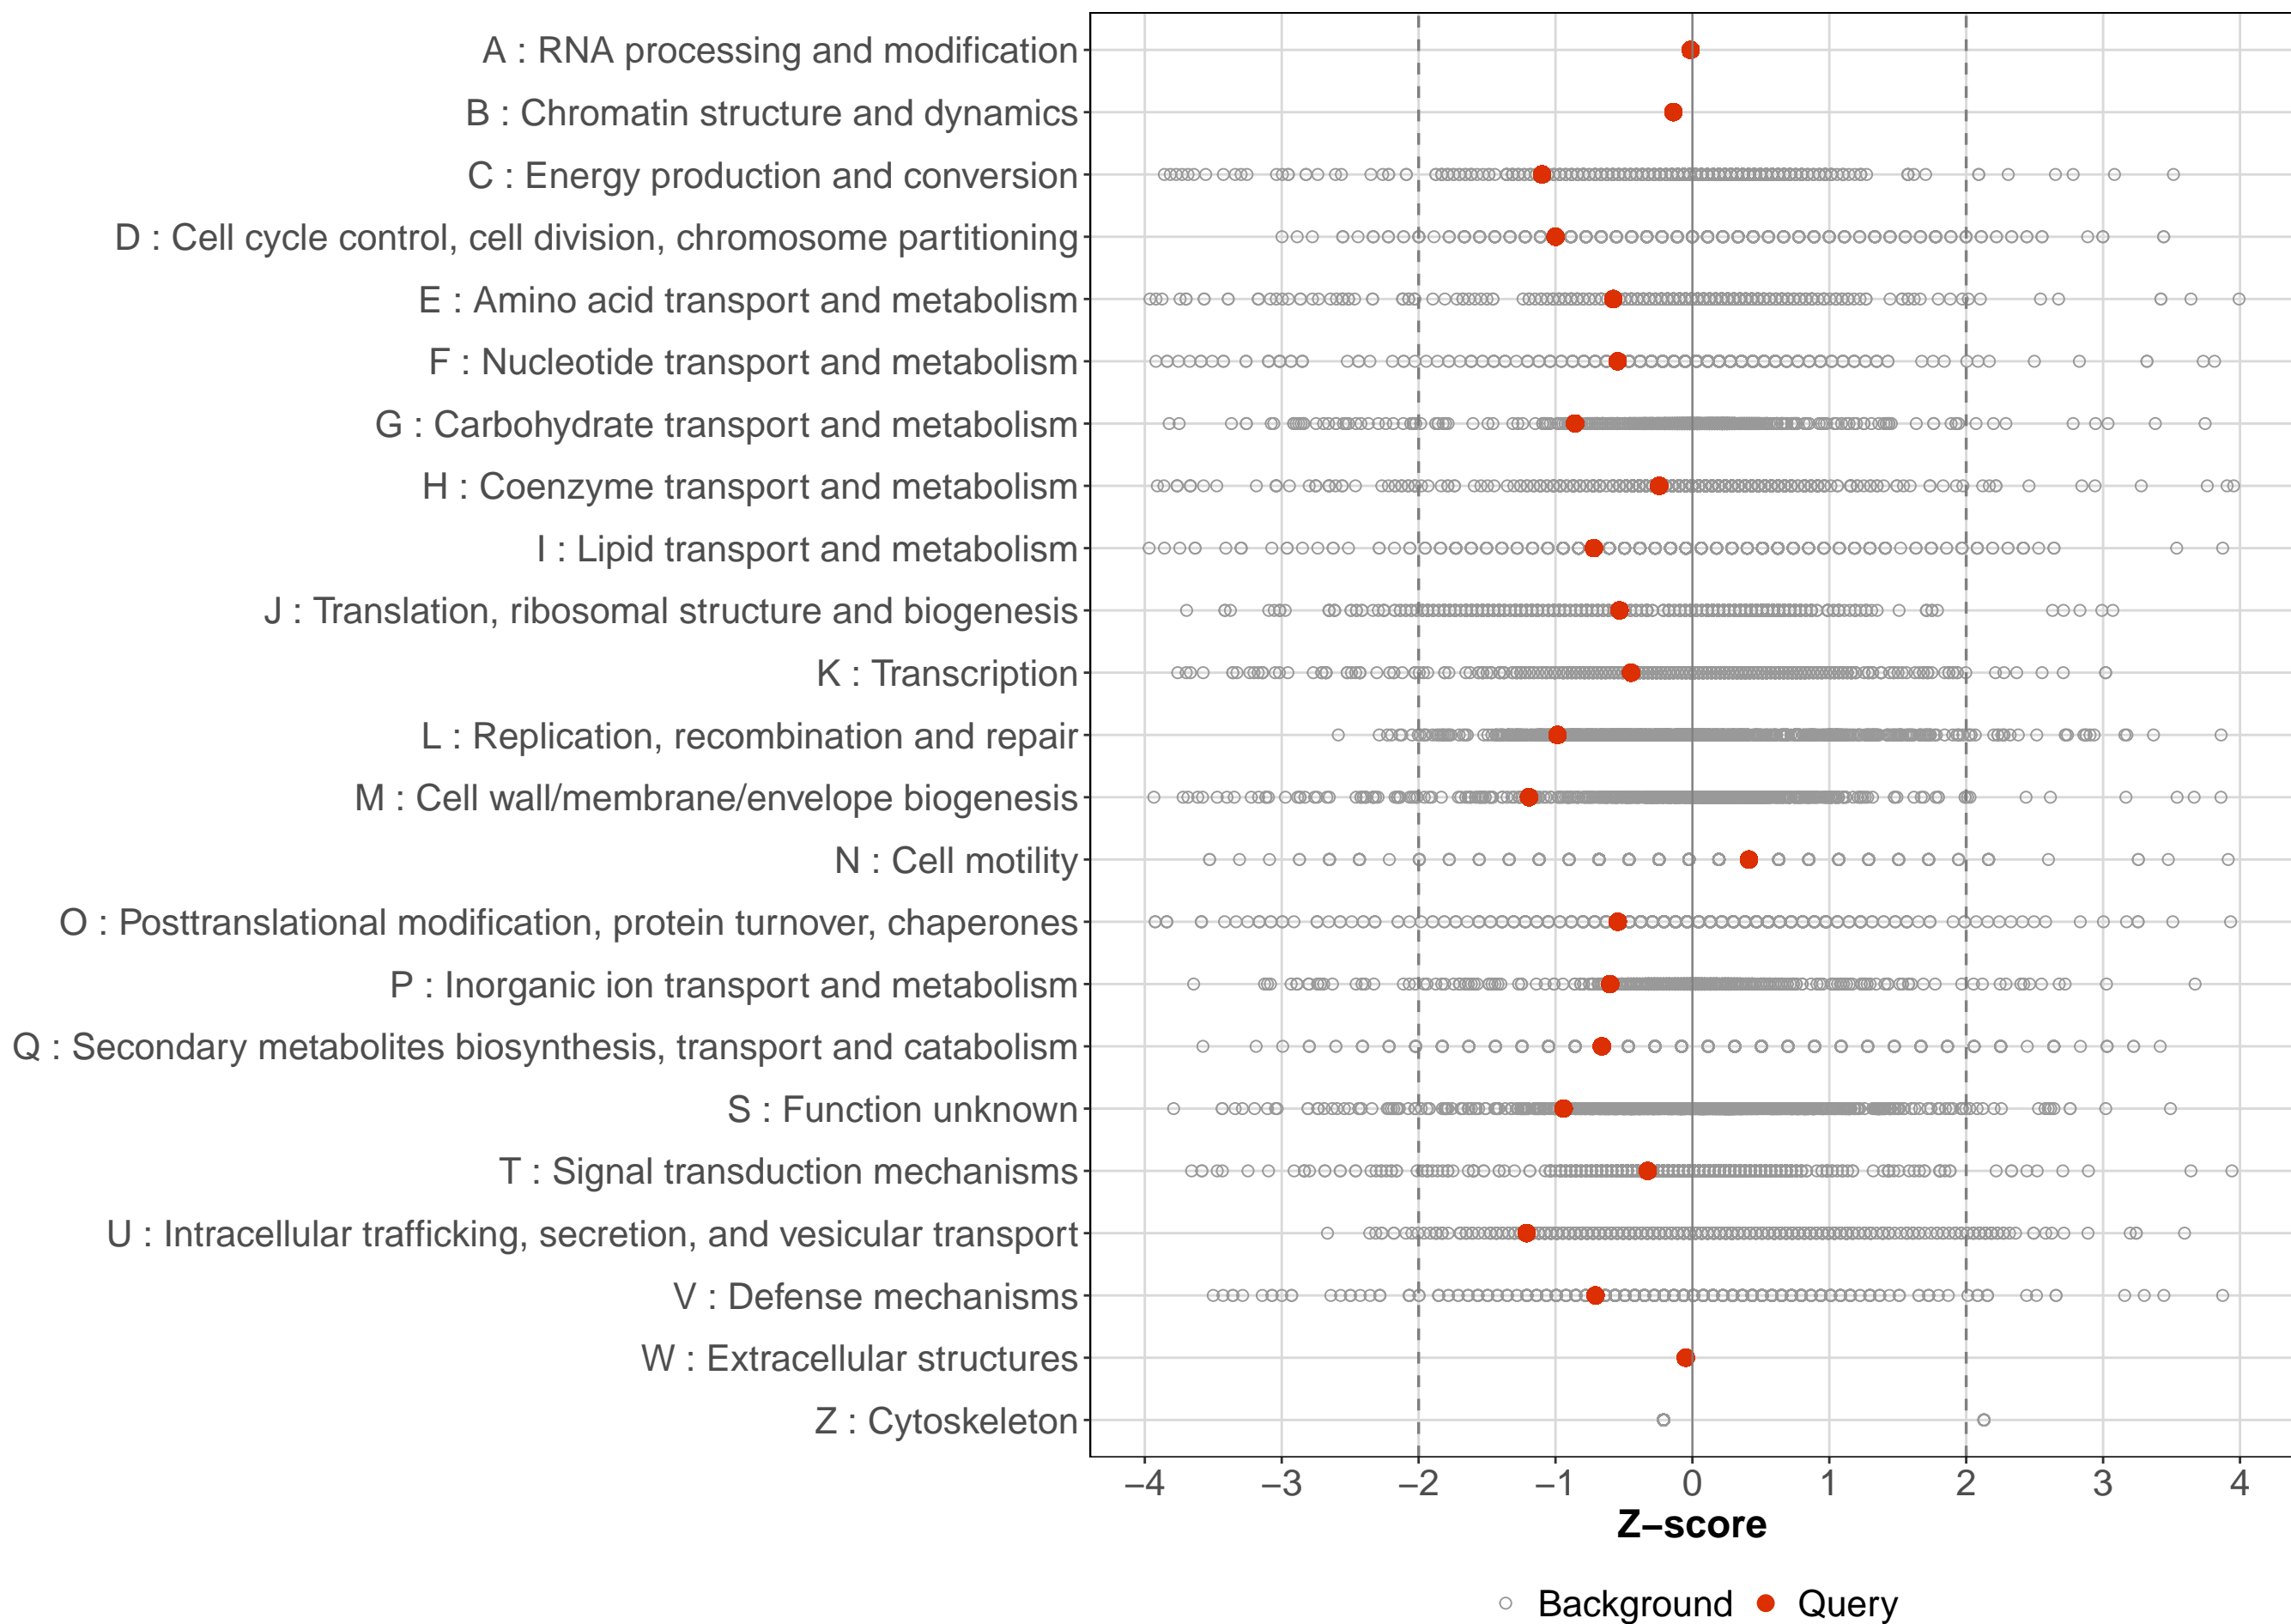 A : RNA processing and modification
B : Chromatin structure and dynamics
C : Energy production and conversion
D : Cell cycle control, cell division, chromosome partitioning
E : Amino acid transport and metabolism
F : Nucleotide transport and metabolism
G : Carbohydrate transport and metabolism
H : Coenzyme transport and metabolism
I : Lipid transport and metabolism
J : Translation, ribosomal structure and biogenesis
K : Transcription
L : Replication, recombination and repair
M : Cell wall/membrane/envelope biogenesis
N : Cell motility
O : Posttranslational modification, protein turnover, chaperones
P : Inorganic ion transport and metabolism
Q : Secondary metabolites biosynthesis, transport and catabolism
S : Function unknown
T : Signal transduction mechanisms
U : Intracellular trafficking, secretion, and vesicular transport
V : Defense mechanisms
W : Extracellular structures
Z : Cytoskeleton
−4 −3 −2 −1 0 1 2 3 4
Z−score
Background Query